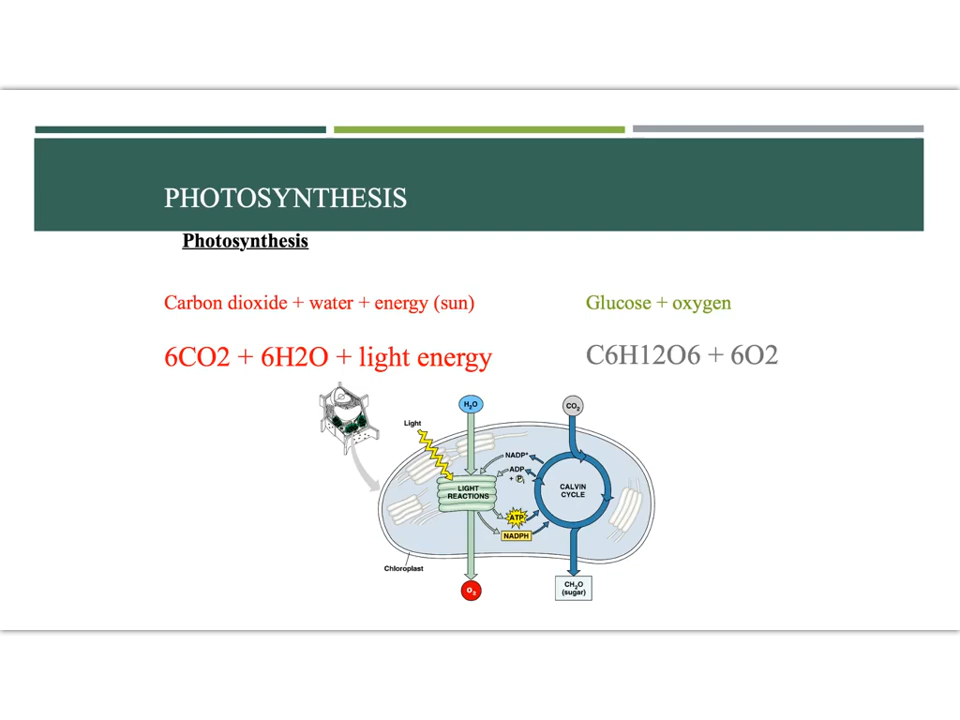 PHOTOSYNTHESIS
Photosynthesis
Carbon dioxide + water + energy (sun) Glucose + oxygen
6CO2 + 6H2O + light energy C6H12O6 + 6O2
H₂O
CO₂
Light
NADP⁺
ADP
+ Pᵢ
LIGHT
REACTIONS
CALVIN
CYCLE
ATP
NADPH
Chloroplast
O₂
CH₂O
(sugar)